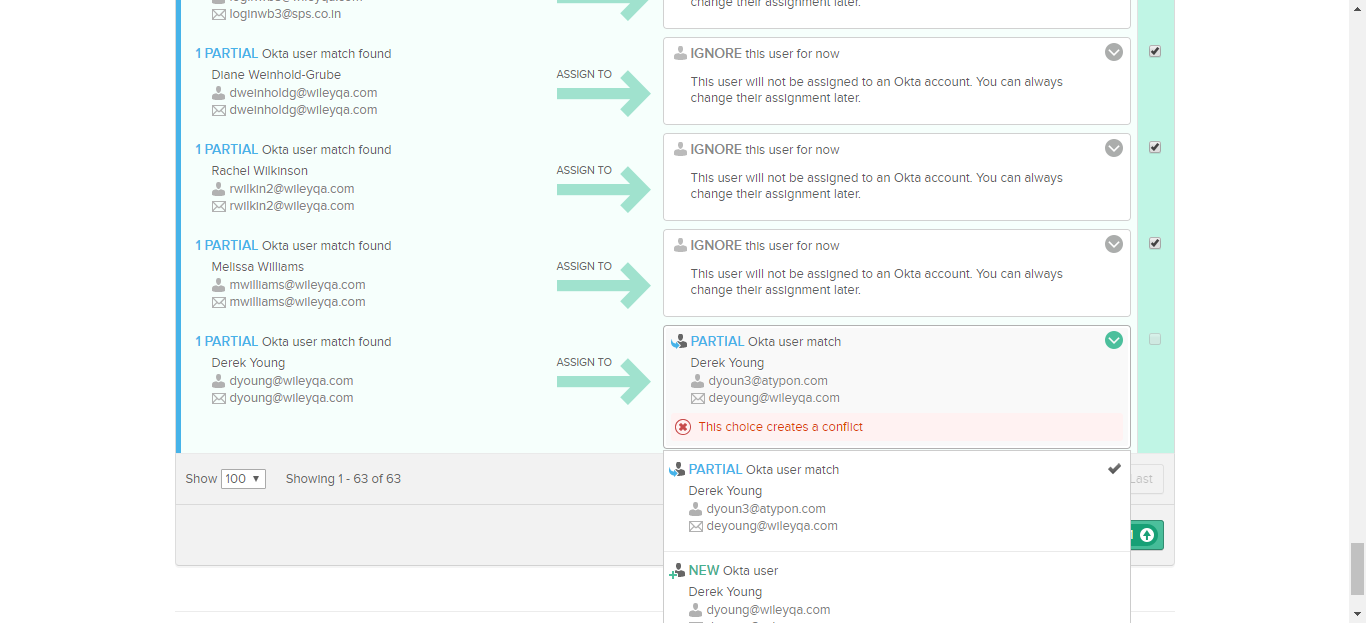 loginwb3@sps.co.in
change their assignment later.
1 PARTIAL Okta user match found
Diane Weinhold-Grube
dweinholdg@wileyqa.com
dweinholdg@wileyqa.com
ASSIGN TO
IGNORE this user for now
This user will not be assigned to an Okta account. You can always
change their assignment later.
1 PARTIAL Okta user match found
Rachel Wilkinson
rwilkin2@wileyqa.com
rwilkin2@wileyqa.com
ASSIGN TO
IGNORE this user for now
This user will not be assigned to an Okta account. You can always
change their assignment later.
1 PARTIAL Okta user match found
Melissa Williams
mwilliams@wileyqa.com
mwilliams@wileyqa.com
ASSIGN TO
IGNORE this user for now
This user will not be assigned to an Okta account. You can always
change their assignment later.
1 PARTIAL Okta user match found
Derek Young
dyoung@wileyqa.com
dyoung@wileyqa.com
ASSIGN TO
PARTIAL Okta user match
Derek Young
dyoun3@atypon.com
deyoung@wileyqa.com
This choice creates a conflict
PARTIAL Okta user match
Derek Young
dyoun3@atypon.com
deyoung@wileyqa.com
NEW Okta user
Derek Young
dyoung@wileyqa.com
Show 100 Showing 1 - 63 of 63
Last